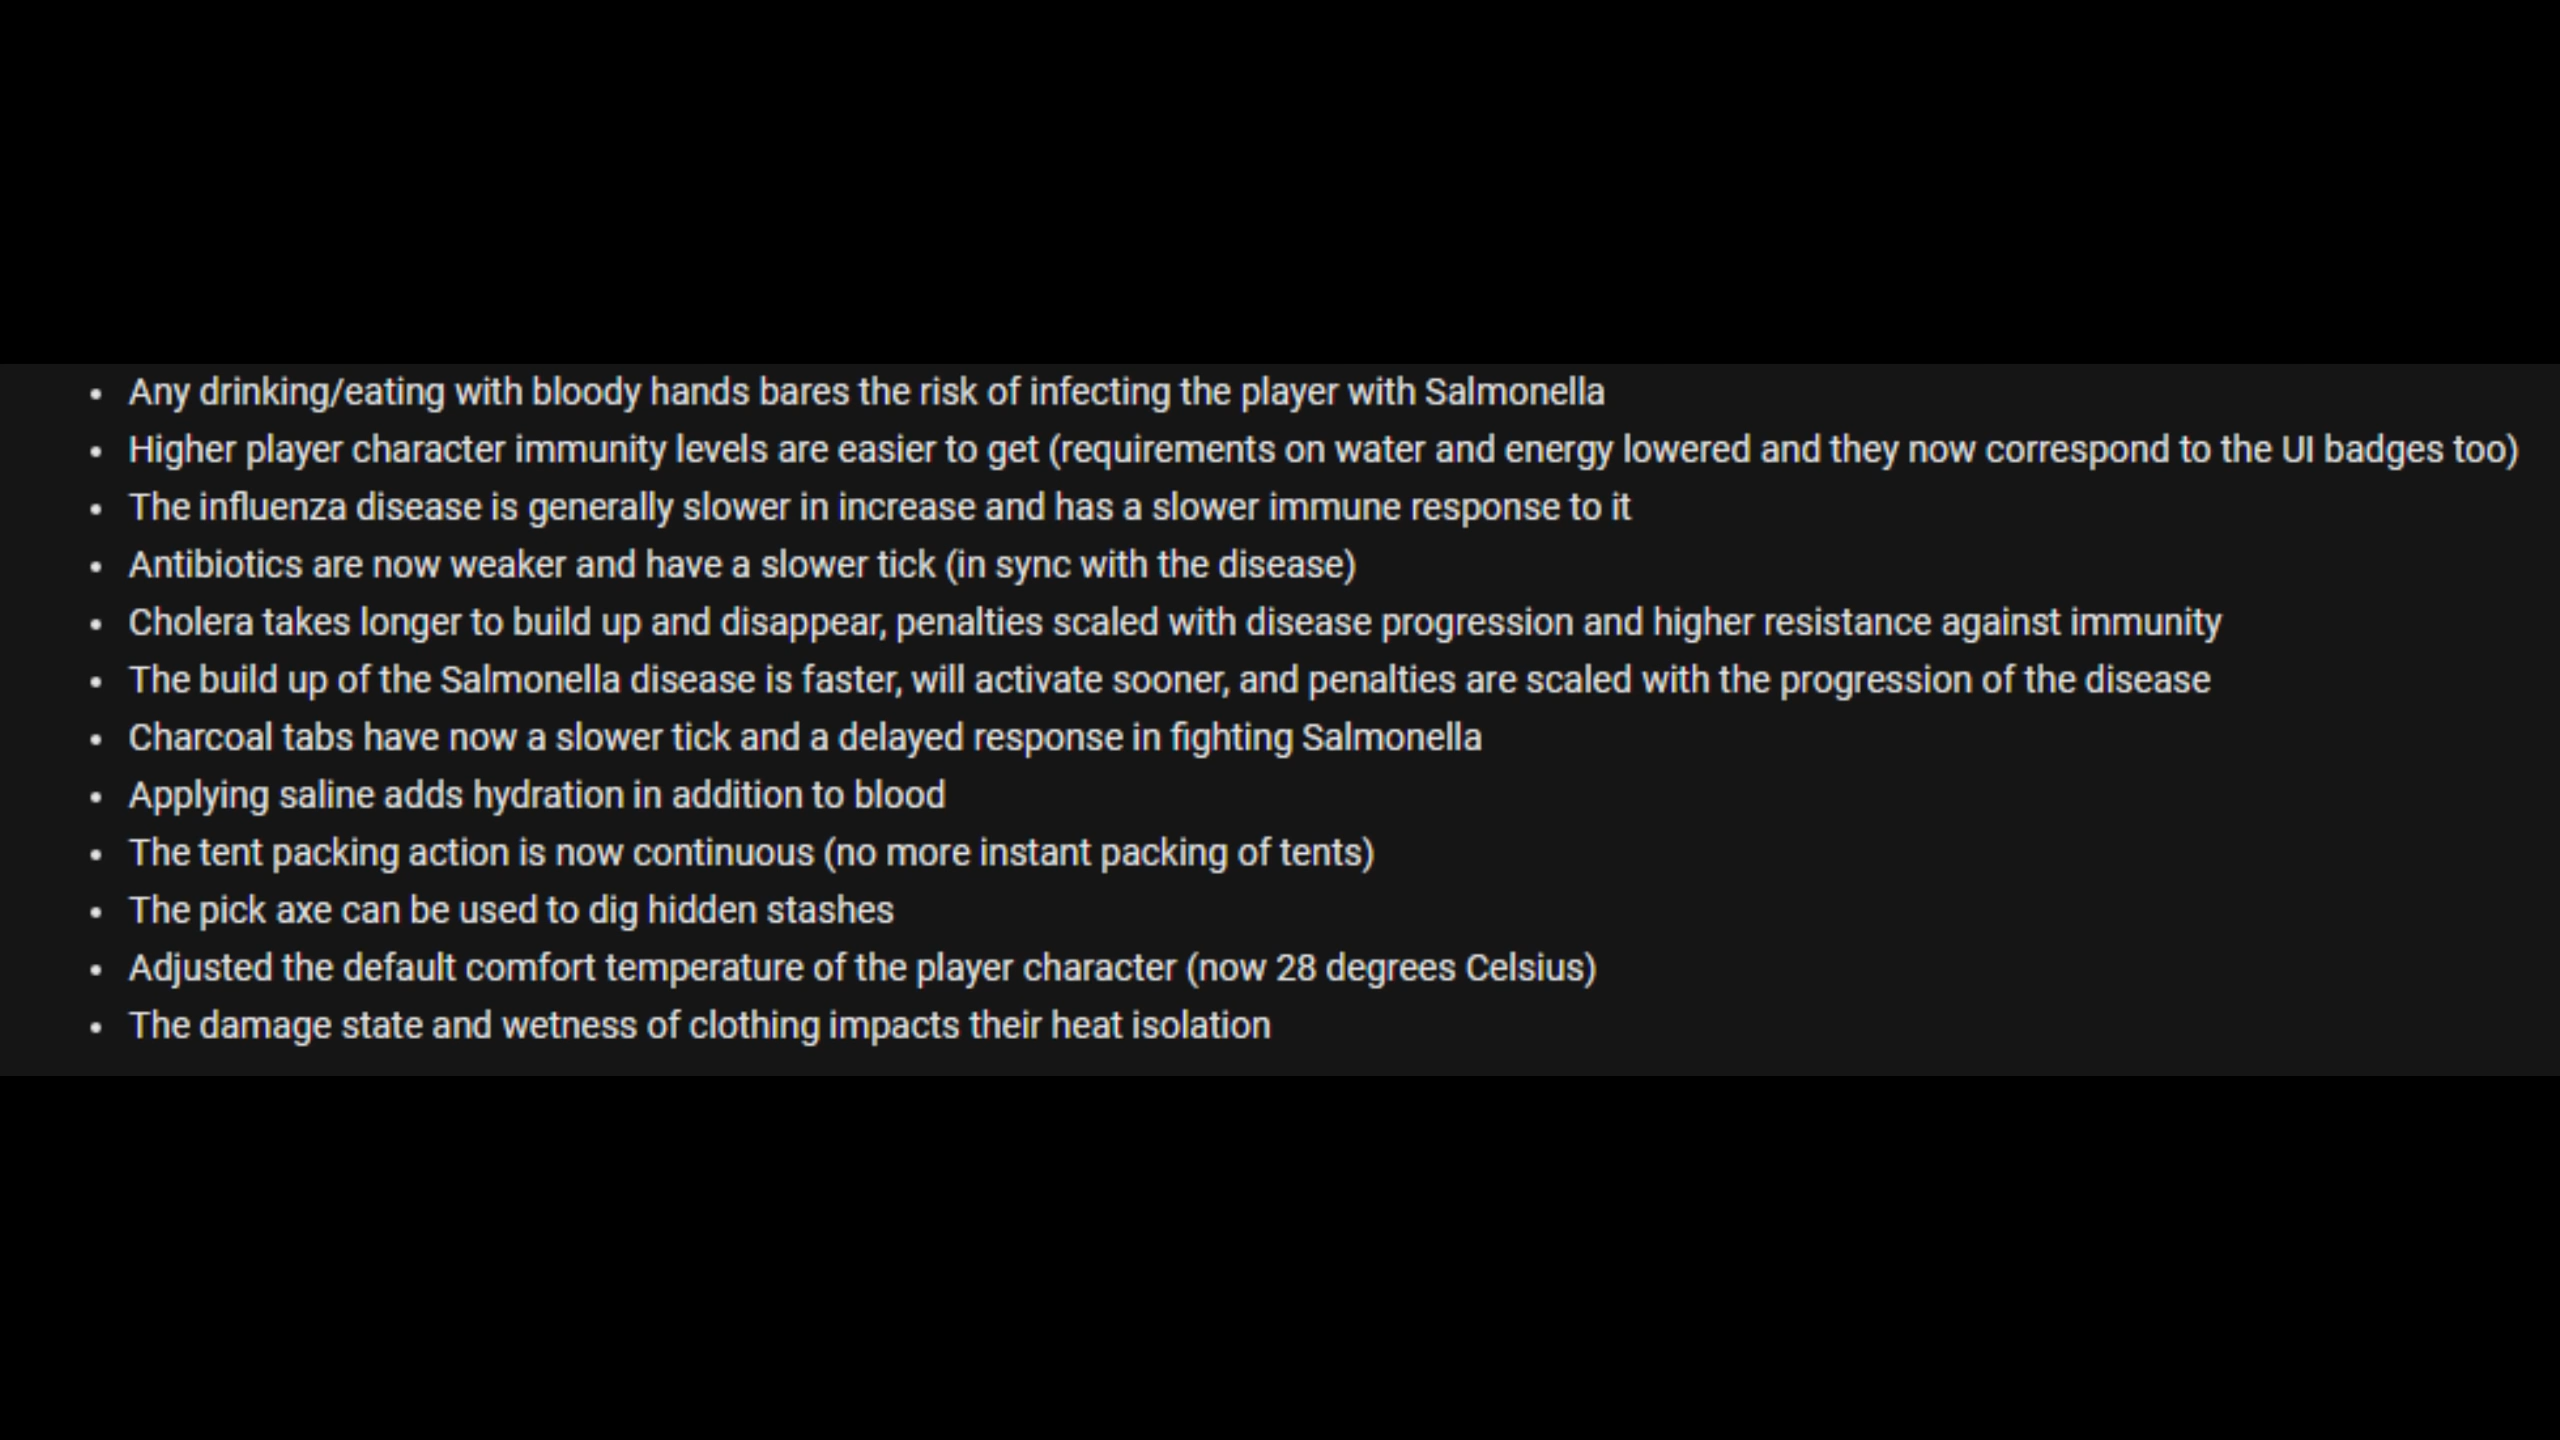 • Any drinking/eating with bloody hands bares the risk of infecting the player with Salmonella
• Higher player character immunity levels are easier to get (requirements on water and energy lowered and they now correspond to the UI badges too)
• The influenza disease is generally slower in increase and has a slower immune response to it
• Antibiotics are now weaker and have a slower tick (in sync with the disease)
• Cholera takes longer to build up and disappear, penalties scaled with disease progression and higher resistance against immunity
• The build up of the Salmonella disease is faster, will activate sooner, and penalties are scaled with the progression of the disease
• Charcoal tabs have now a slower tick and a delayed response in fighting Salmonella
• Applying saline adds hydration in addition to blood
• The tent packing action is now continuous (no more instant packing of tents)
• The pick axe can be used to dig hidden stashes
• Adjusted the default comfort temperature of the player character (now 28 degrees Celsius)
• The damage state and wetness of clothing impacts their heat isolation